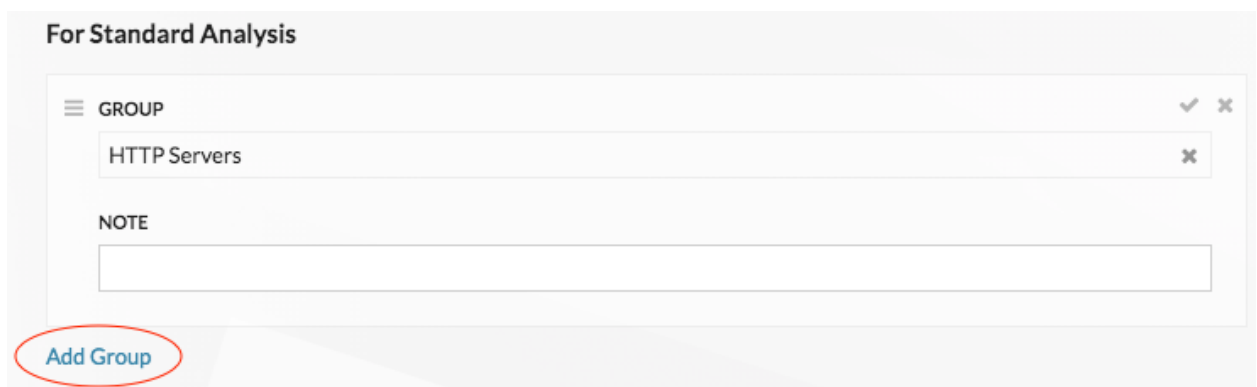 For Standard Analysis
GROUP
HTTP Servers
NOTE
Add Group